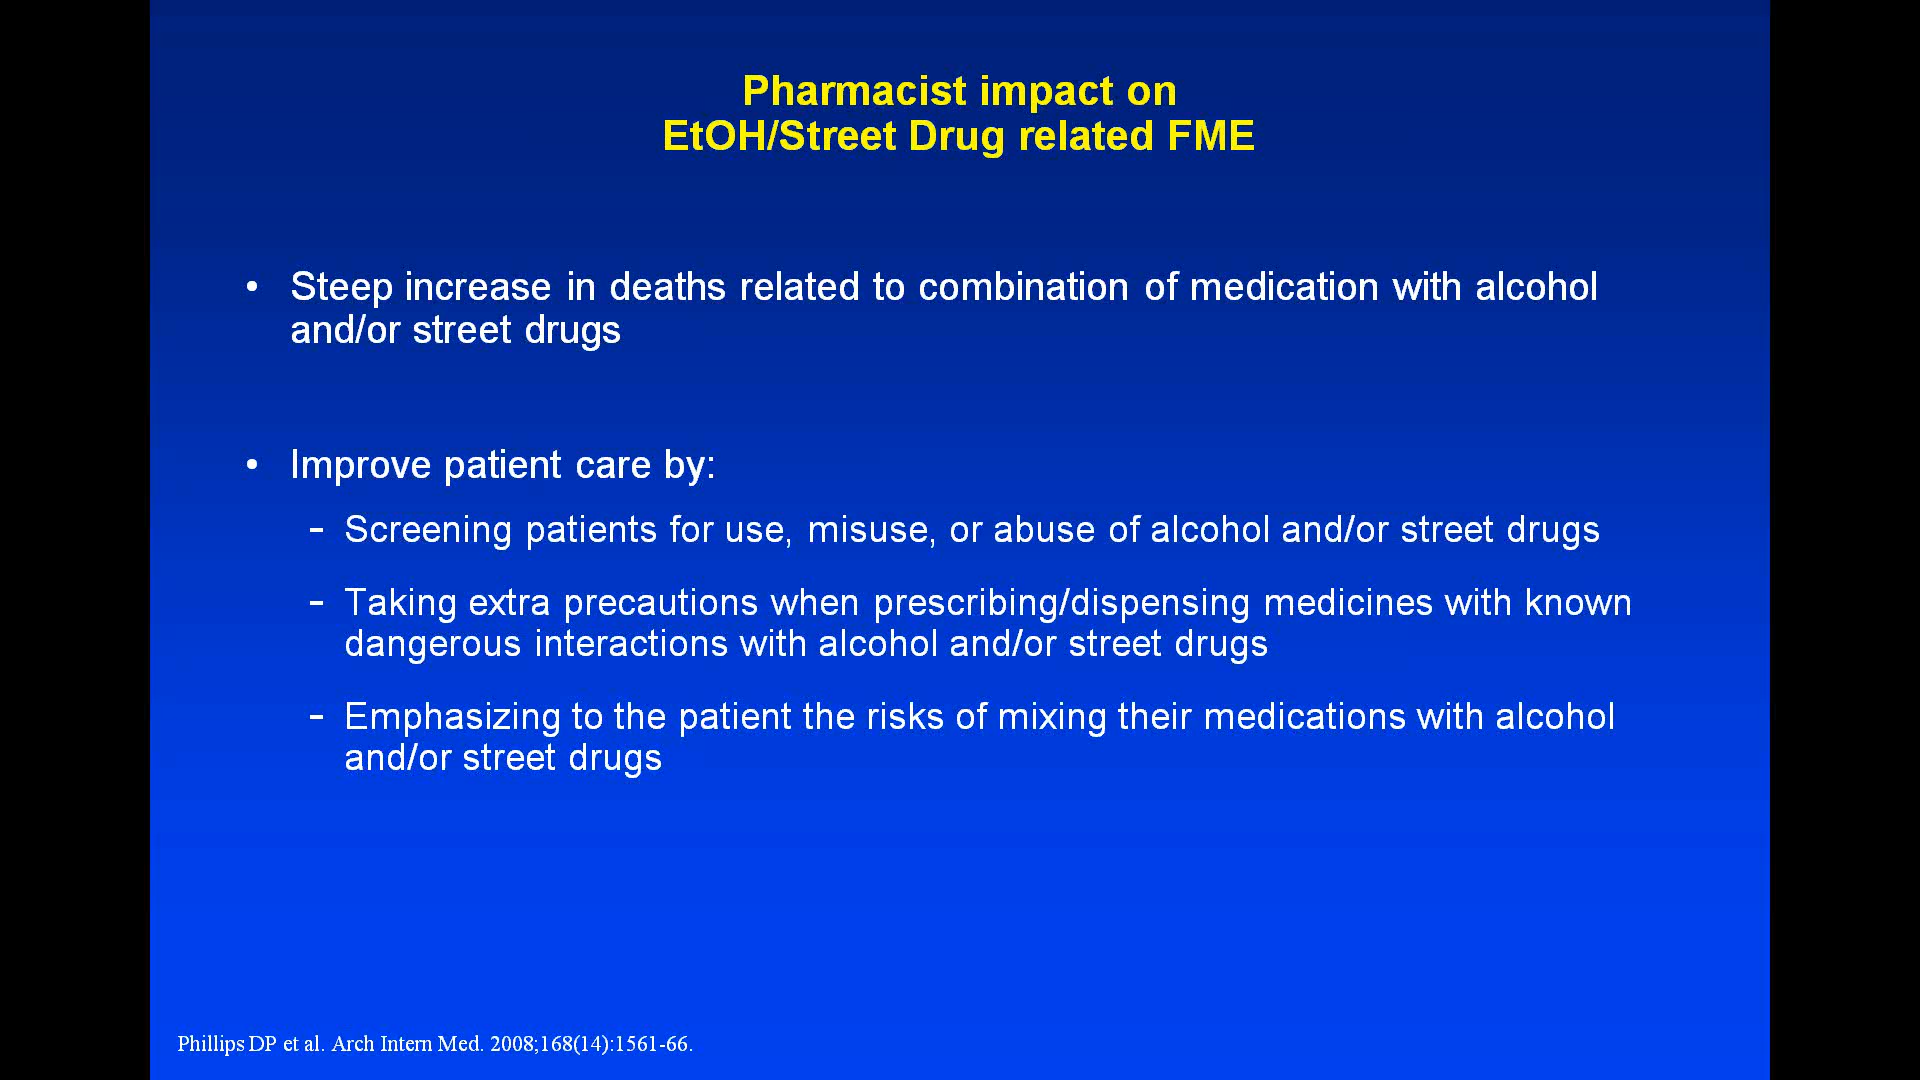 Pharmacist impact on
EtOH/Street Drug related FME
• Steep increase in deaths related to combination of medication with alcohol
and/or street drugs
• Improve patient care by:
- Screening patients for use, misuse, or abuse of alcohol and/or street drugs
- Taking extra precautions when prescribing/dispensing medicines with known
dangerous interactions with alcohol and/or street drugs
- Emphasizing to the patient the risks of mixing their medications with alcohol
and/or street drugs
Phillips DP et al. Arch Intern Med. 2008;168(14):1561-66.